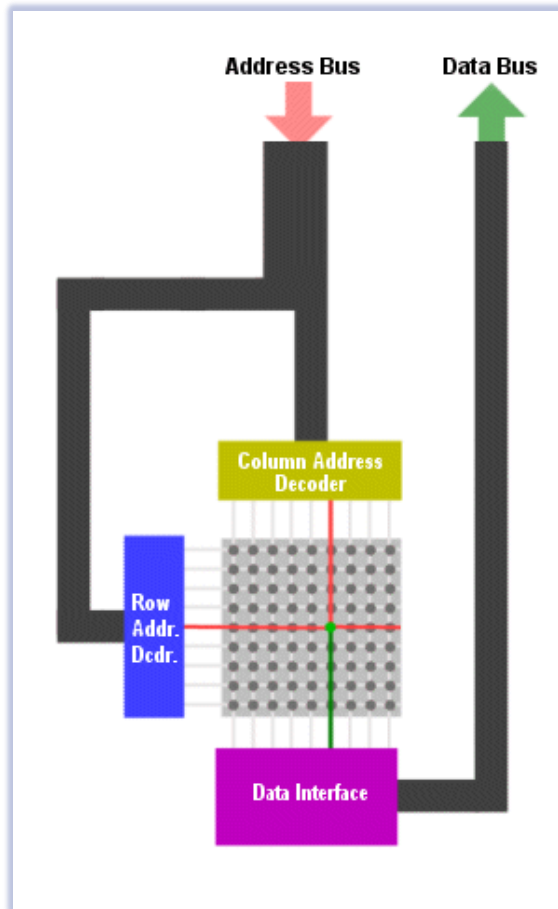 Address Bus
Data Bus
Column Address
Decoder
Row
Addr.
Dcdr.
Data Interface